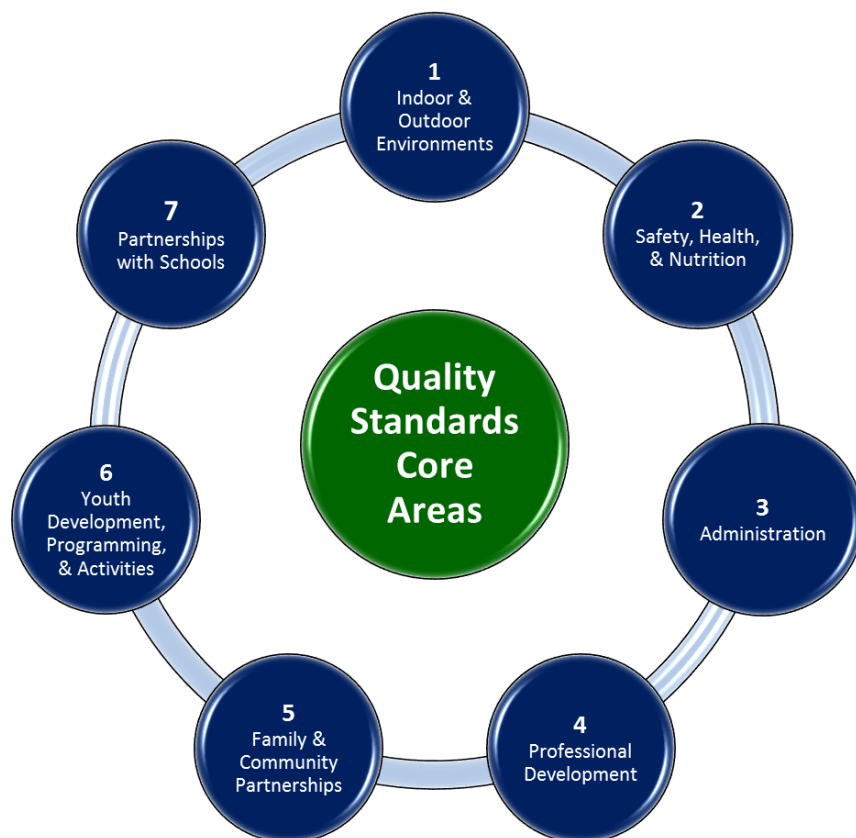 1
Indoor &
Outdoor
Environments
2
Safety, Health,
& Nutrition
3
Administration
4
Professional
Development
5
Family &
Community
Partnerships
6
Youth
Development,
Programming,
& Activities
7
Partnerships
with Schools
Quality
Standards
Core
Areas